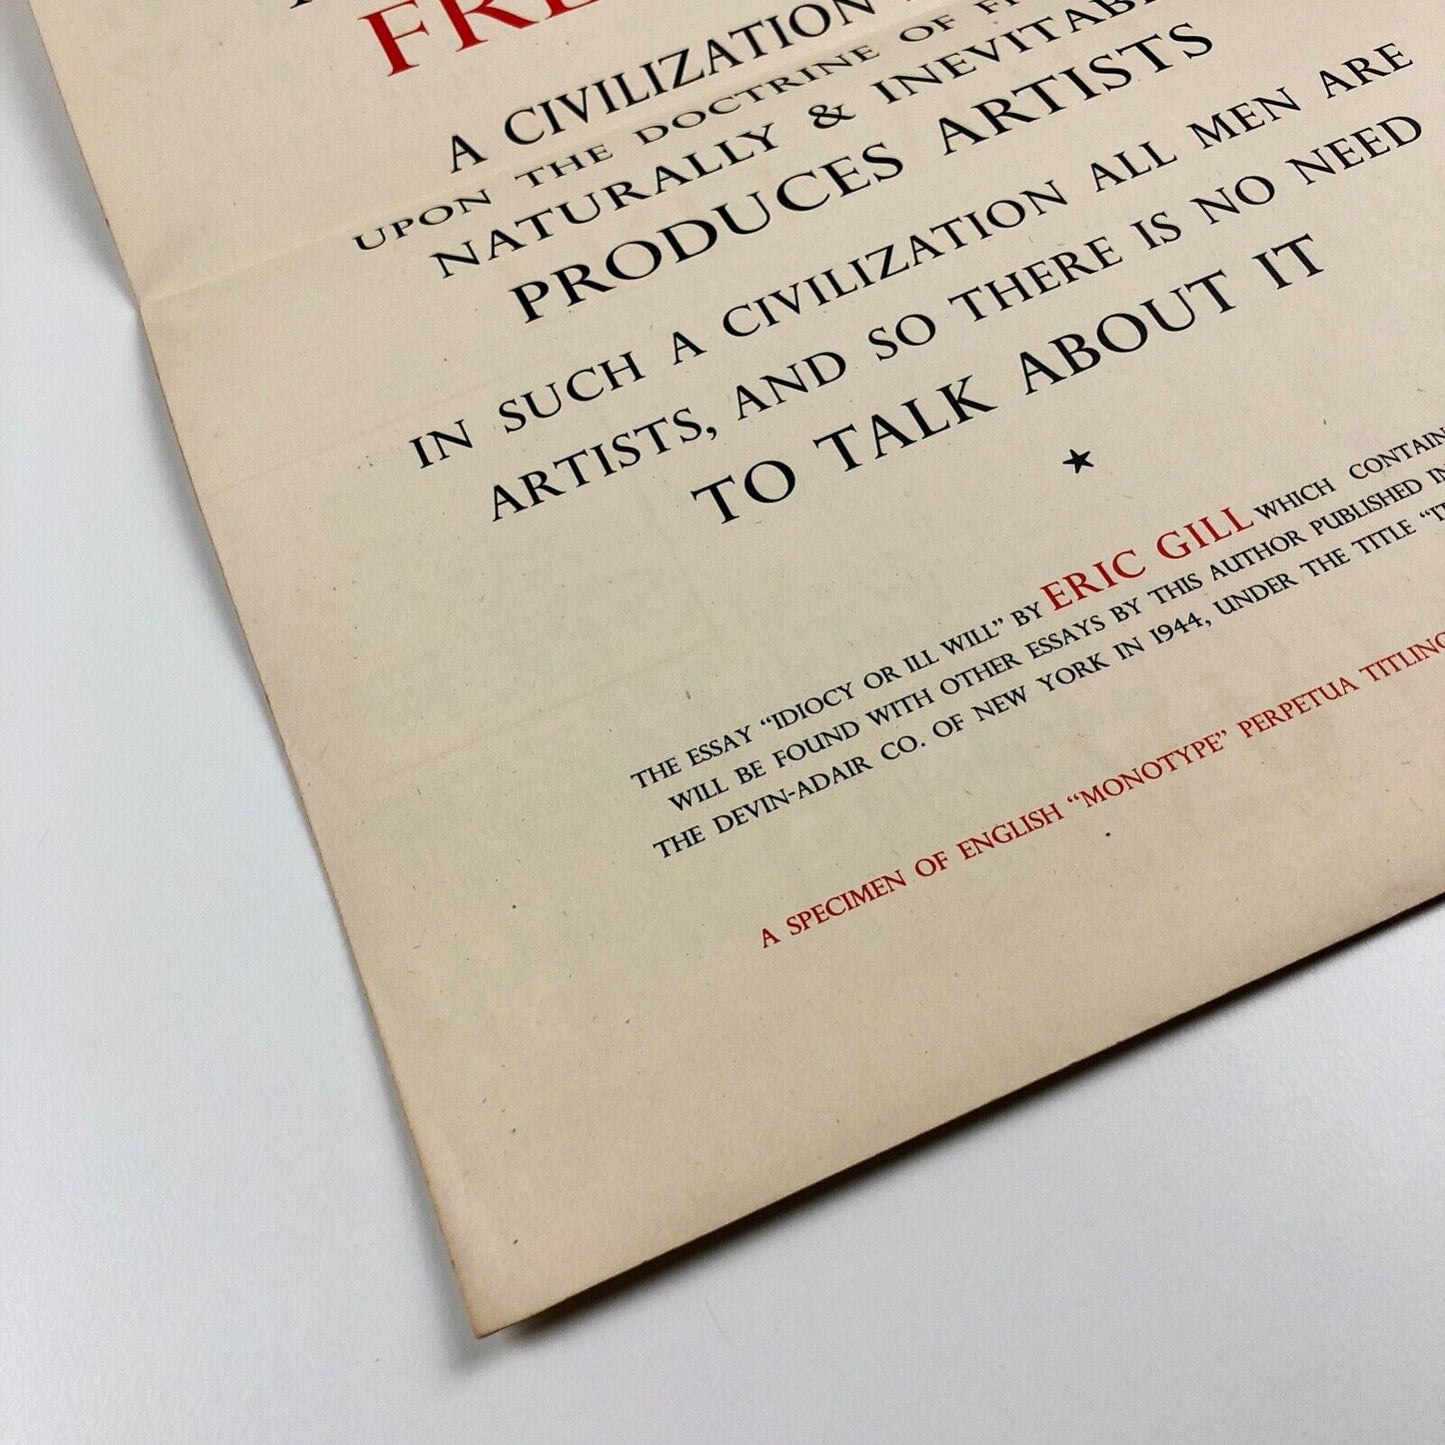 A CIVILIZATION
UPON THE DOCTRINE OF
NATURALLY & INEVITAB
PRODUCES ARTISTS
IN SUCH A CIVILIZATION ALL MEN ARE
ARTISTS, AND SO THERE IS NO NEED
TO TALK ABOUT IT
★
THE ESSAY “IDIOCY OR ILL WILL” BY ERIC GILL WHICH CONTAIN
WILL BE FOUND WITH OTHER ESSAYS BY THIS AUTHOR PUBLISHED IN
THE DEVIN-ADAIR CO. OF NEW YORK IN 1944, UNDER THE TITLE
A SPECIMEN OF ENGLISH “MONOTYPE” PERPETUA TITLING